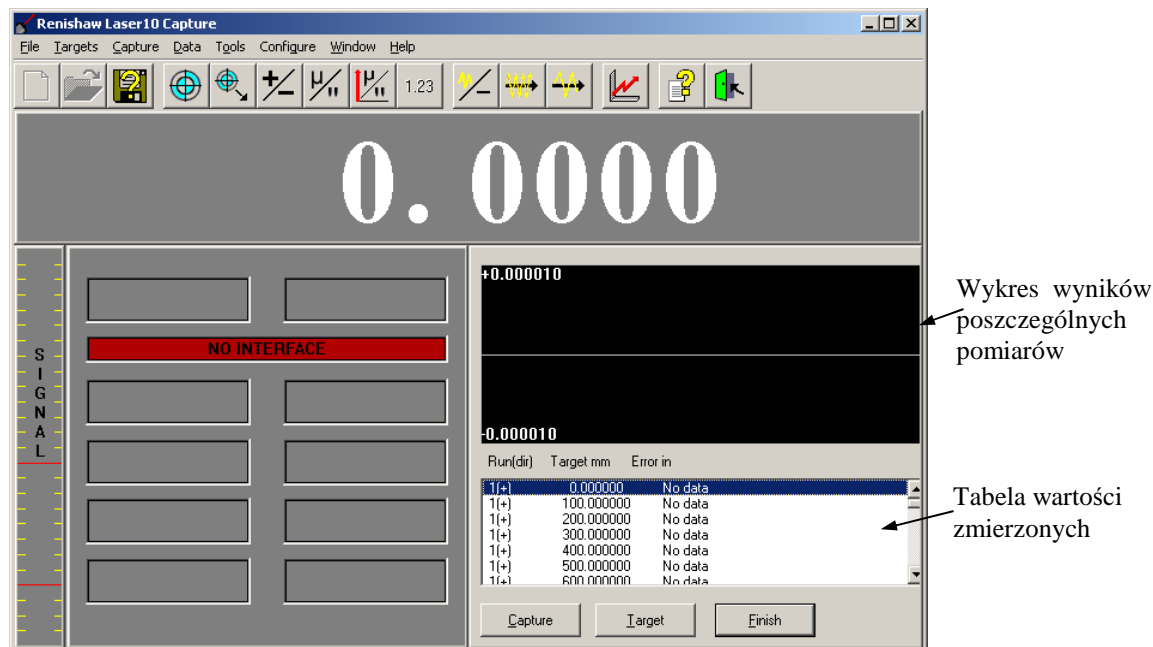 Renishaw Laser10 Capture
File Targets Capture Data Tools Configure Window Help
+/- μ/" μ/" 1.23
0.0000
SIGNAL
NO INTERFACE
+0.000010
-0.000010
Run(dir) Target mm Error in
1(+) 0.000000 No data
1(+) 100.000000 No data
1(+) 200.000000 No data
1(+) 300.000000 No data
1(+) 400.000000 No data
1(+) 500.000000 No data
1(+) 600.000000 No data
Capture Target Finish
Wykres wyników
poszczególnych
pomiarów
Tabela wartości
zmierzonych